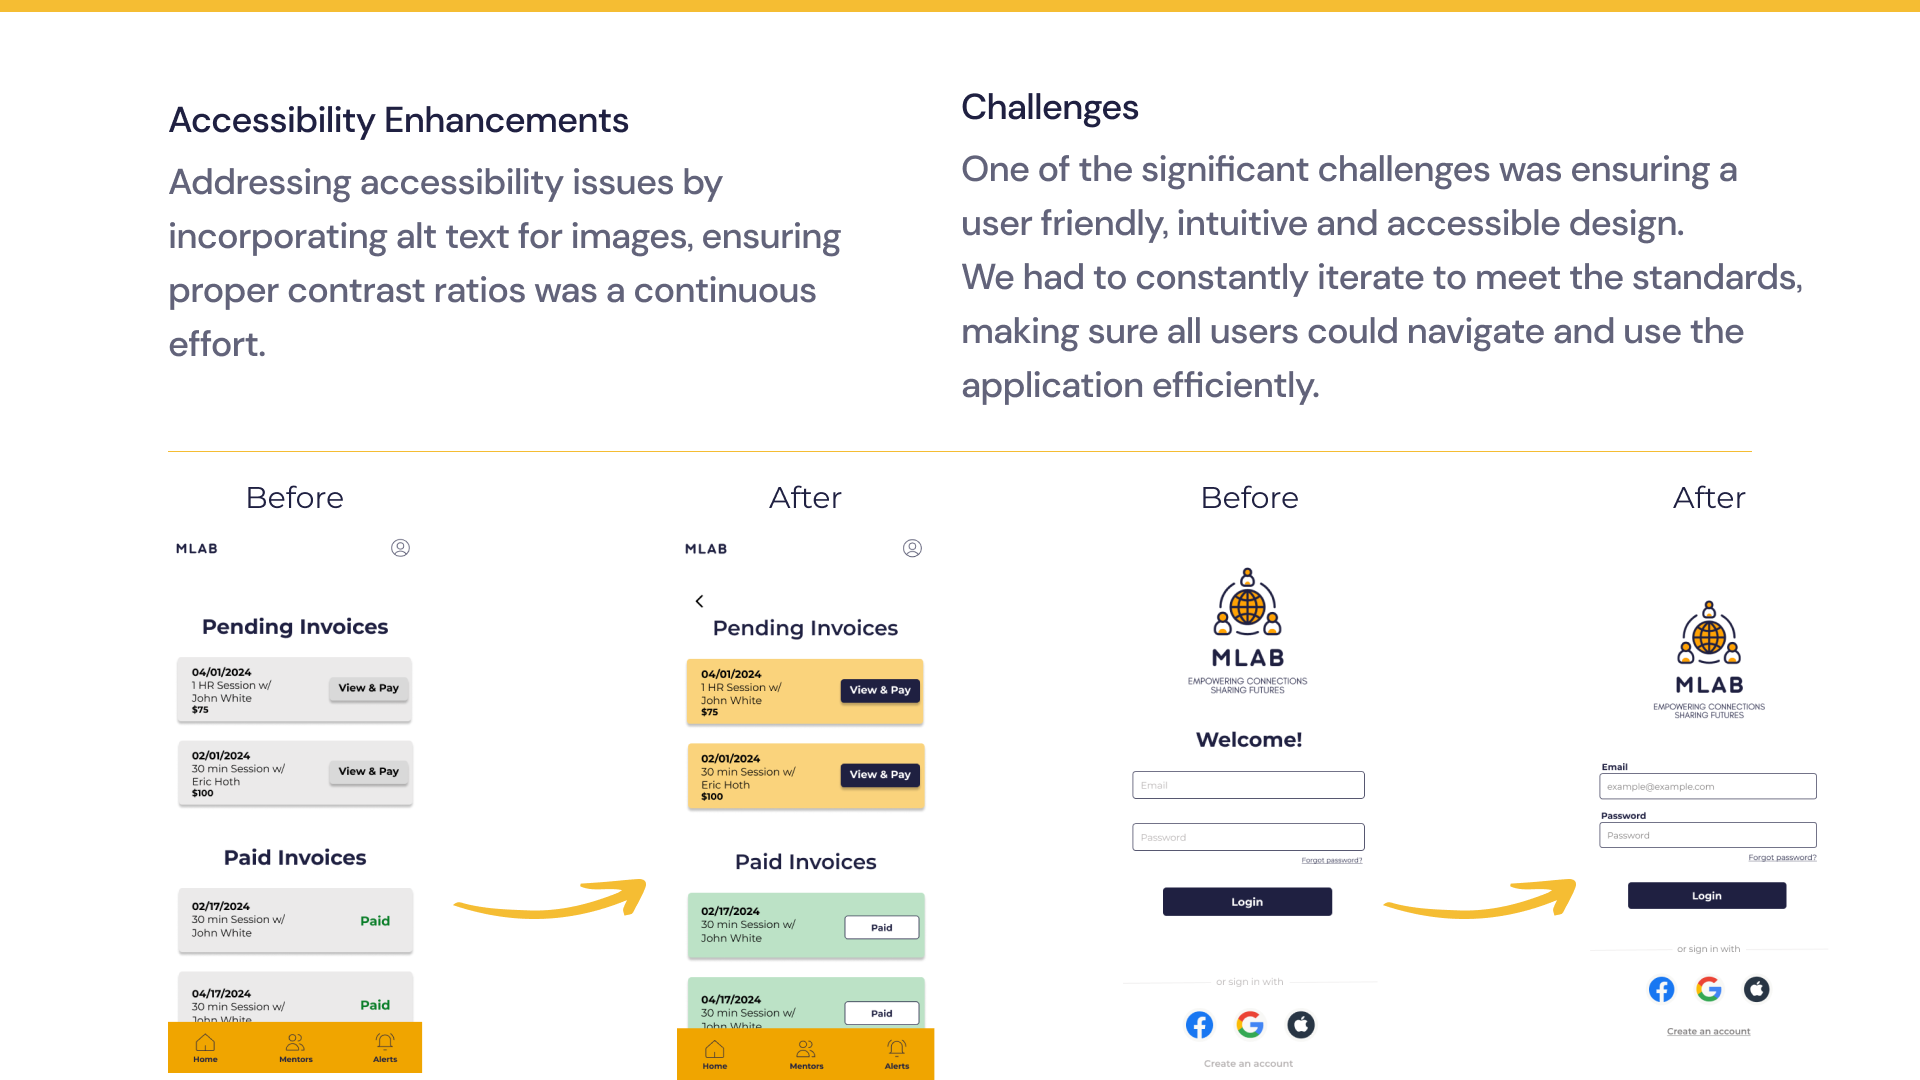 Accessibility Enhancements
Addressing accessibility issues by
incorporating alt text for images, ensuring
proper contrast ratios was a continuous
effort.
Challenges
One of the significant challenges was ensuring a
user friendly, intuitive and accessible design.
We had to constantly iterate to meet the standards,
making sure all users could navigate and use the
application efficiently.
Before
MLAB
Pending Invoices
04/01/2024
1 HR Session w/
John White
$75
View & Pay
02/01/2024
30 min Session w/
Eric Hoth
$100
View & Pay
Paid Invoices
02/17/2024
30 min Session w/
John White
Paid
04/17/2024
30 min Session w/
John White
Paid
Home
Mentors
Alerts
After
MLAB
Pending Invoices
04/01/2024
1 HR Session w/
John White
$75
View & Pay
02/01/2024
30 min Session w/
Eric Hoth
$100
View & Pay
Paid Invoices
02/17/2024
30 min Session w/
John White
Paid
04/17/2024
30 min Session w/
John White
Paid
Home
Mentors
Alerts
Before
MLAB
EMPOWERING CONNECTIONS
SHARING FUTURES
Welcome!
Email
Password
Forgot password?
Login
or sign in with
Create an account
After
MLAB
EMPOWERING CONNECTIONS
SHARING FUTURES
Email
example@example.com
Password
Password
Forgot password?
Login
or sign in with
Create an account